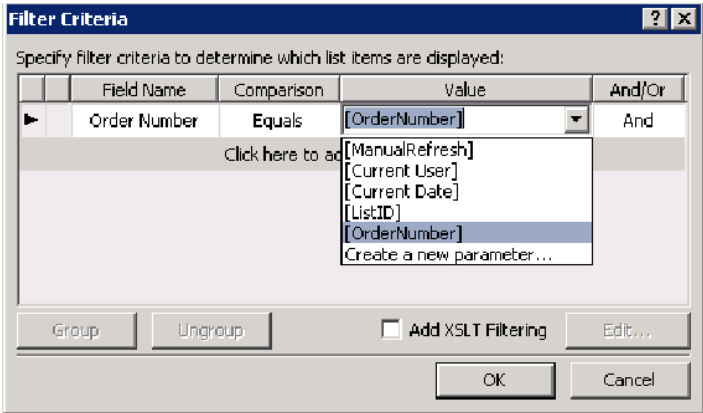 Filter Criteria
Specify filter criteria to determine which list items are displayed:
Field Name Comparison Value And/Or
Order Number Equals [OrderNumber] And
Click here to ad
[ManualRefresh]
[Current User]
[Current Date]
[ListID]
[OrderNumber]
Create a new parameter...
Group Ungroup Add XSLT Filtering Edit...
OK Cancel